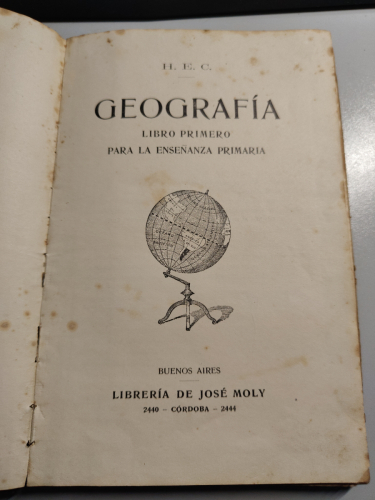 H. E. C.
GEOGRAFÍA
LIBRO PRIMERO
PARA LA ENSEÑANZA PRIMARIA
BUENOS AIRES
LIBRERÍA DE JOSÉ MOLY
2440 – CÓRDOBA – 2444